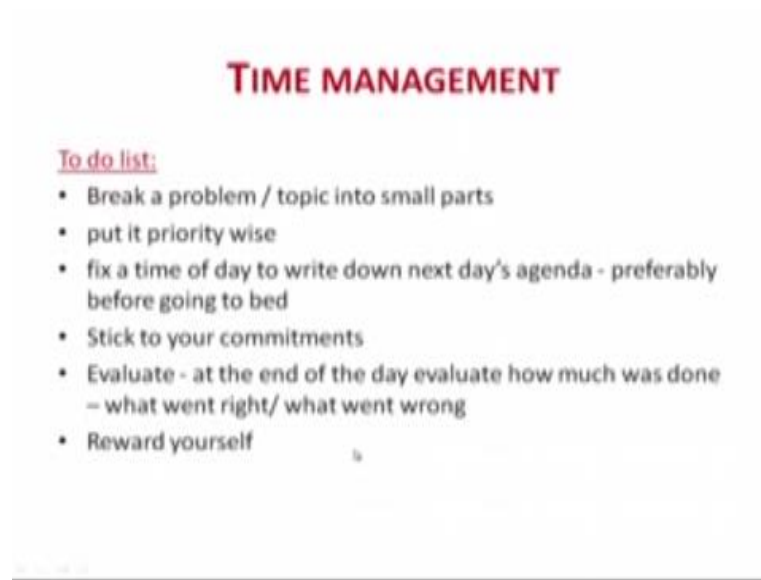 TIME MANAGEMENT
To do list:
• Break a problem / topic into small parts
• put it priority wise
• fix a time of day to write down next day's agenda - preferably
before going to bed
• Stick to your commitments
• Evaluate - at the end of the day evaluate how much was done
– what went right/ what went wrong
• Reward yourself